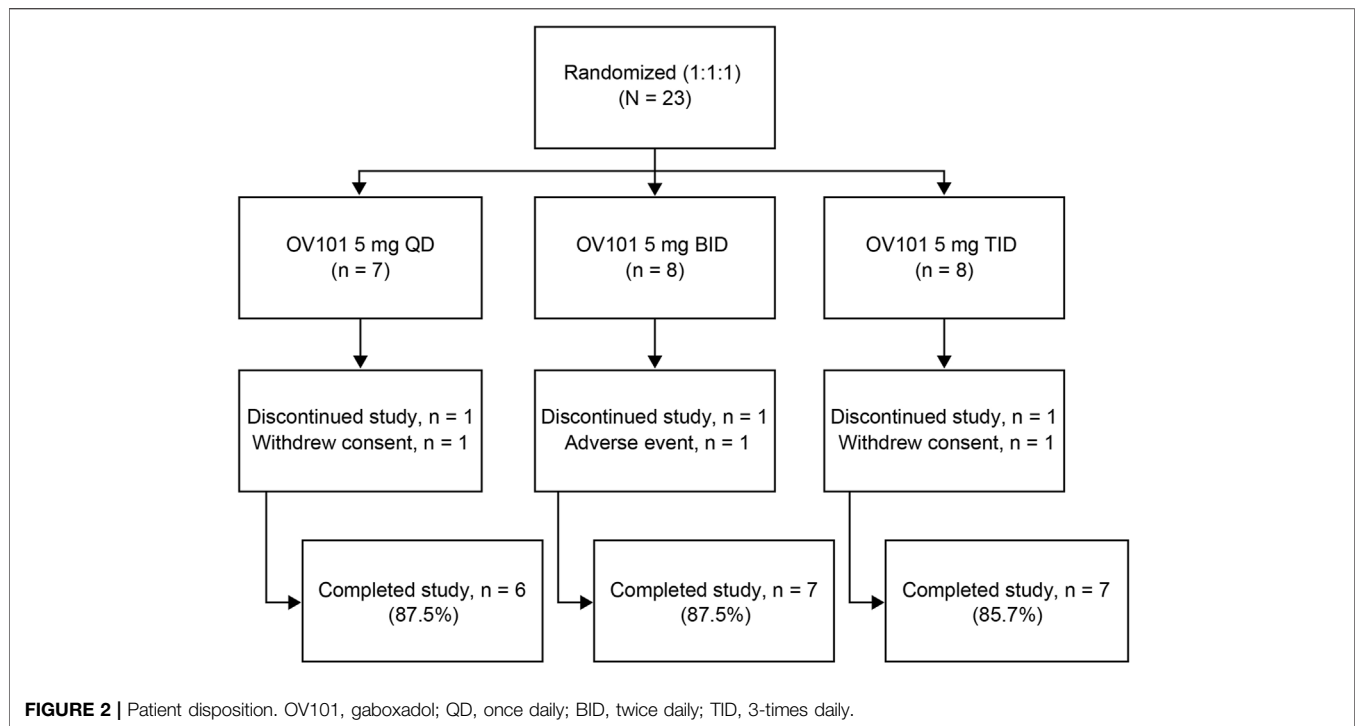 Randomized (1:1:1)
(N = 23)
OV101 5 mg QD
(n = 7)
OV101 5 mg BID
(n = 8)
OV101 5 mg TID
(n = 8)
Discontinued study, n = 1
Withdrew consent, n = 1
Discontinued study, n = 1
Adverse event, n = 1
Discontinued study, n = 1
Withdrew consent, n = 1
Completed study, n = 6
(87.5%)
Completed study, n = 7
(87.5%)
Completed study, n = 7
(85.7%)
FIGURE 2 | Patient disposition. OV101, gaboxadol; QD, once daily; BID, twice daily; TID, 3-times daily.